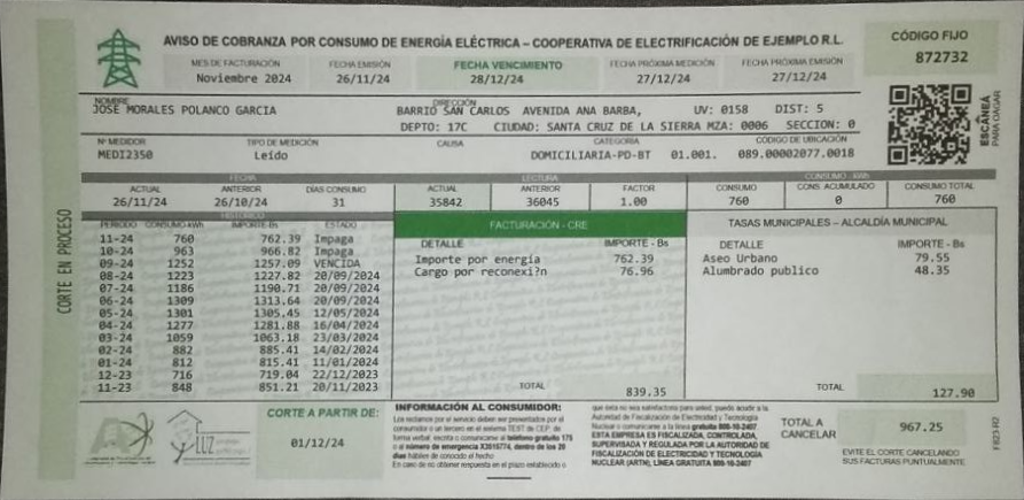 AVISO DE COBRANZA POR CONSUMO DE ENERGÍA ELÉCTRICA – COOPERATIVA DE ELECTRIFICACIÓN DE EJEMPLO R.L.
CÓDIGO FIJO
872732
MES DE FACTURACIÓN FECHA EMISIÓN FECHA VENCIMIENTO FECHA PRÓXIMA MEDICIÓN FECHA PRÓXIMA EMISIÓN
Noviembre 2024 26/11/24 28/12/24 27/12/24 27/12/24
NOMBRE DIRECCIÓN
JOSE MORALES POLANCO GARCIA BARRIO SAN CARLOS AVENIDA ANA BARBA, UV: 0158 DIST: 5
DEPTO: 17C CIUDAD: SANTA CRUZ DE LA SIERRA MZA: 0006 SECCION: 0
ESCANÉA PARA PAGAR
Nº MEDIDOR TIPO DE MEDICIÓN CAUSA CATEGORIA CÓDIGO DE UBICACIÓN
MEDI2350 Leído DOMICILIARIA-PD-BT 01.001. 089.00002077.0018
FECHA LECTURA CONSUMO - kWh
ACTUAL ANTERIOR DÍAS CONSUMO ACTUAL ANTERIOR FACTOR CONSUMO CONS. ACUMULADO CONSUMO TOTAL
26/11/24 26/10/24 31 35842 36045 1.00 760 0 760
CORTE EN PROCESO
HISTÓRICO
PERIODO CONSUMO-kWh IMPORTE-Bs ESTADO
11-24 760 762.39 Impaga
10-24 963 966.82 Impaga
09-24 1252 1257.09 VENCIDA
08-24 1223 1227.82 20/09/2024
07-24 1186 1190.71 20/09/2024
06-24 1309 1313.64 20/09/2024
05-24 1301 1305.45 12/05/2024
04-24 1277 1281.88 16/04/2024
03-24 1059 1063.18 23/03/2024
02-24 882 885.41 14/02/2024
01-24 812 815.41 11/01/2024
12-23 716 719.04 22/12/2023
11-23 848 851.21 20/11/2023
FACTURACIÓN - CRE
DETALLE IMPORTE - Bs
Importe por energía 762.39
Cargo por reconexi?n 76.96
TOTAL 839.35
TASAS MUNICIPALES – ALCALDÍA MUNICIPAL
DETALLE IMPORTE - Bs
Aseo Urbano 79.55
Alumbrado publico 48.35
TOTAL 127.90
LUZ
CORTE A PARTIR DE:
01/12/24
INFORMACIÓN AL CONSUMIDOR:
Los reclamos por el servicio deben ser presentados por el
consumidor o un tercero en el sistema TEST de CEP. de
forma verbal, escrita o comunicarse al teléfono gratuito 175
o al número de emergencia X3515774, dentro de los 20
días hábiles de conocido el hecho
En caso de no obtener respuesta en el plazo establecido o
que ésta no sea satisfactoria para usted, puede acudir a la
Autoridad de Fiscalización de Electricidad y Tecnología
Nuclear o comunicarse a la línea gratuita 800-10-2407
ESTA EMPRESA ES FISCALIZADA, CONTROLADA,
SUPERVISADA Y REGULADA POR LA AUTORIDAD DE
FISCALIZACIÓN DE ELECTRICIDAD Y TECNOLOGÍA
NUCLEAR (ARTN), LÍNEA GRATUITA 800-10-2407
TOTAL A CANCELAR
967.25
EVITE EL CORTE CANCELANDO
SUS FACTURAS PUNTUALMENTE
F823-R2